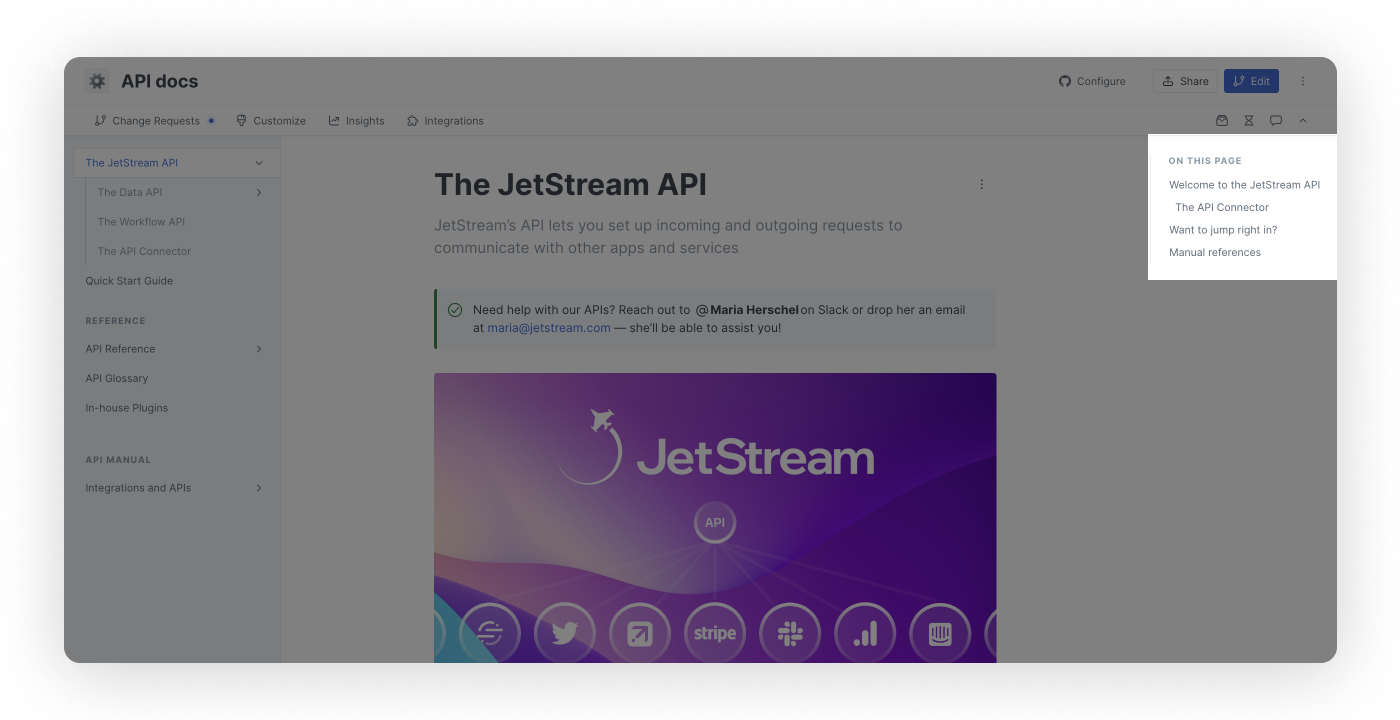 API docs
Configure
Share
Edit
Change Requests
Customize
Insights
Integrations
The JetStream API
The Data API
The Workflow API
The API Connector
Quick Start Guide
REFERENCE
API Reference
API Glossary
In-house Plugins
API MANUAL
Integrations and APIs
The JetStream API
JetStream’s API lets you set up incoming and outgoing requests to
communicate with other apps and services
Need help with our APIs? Reach out to @Maria Herschel on Slack or drop her an email
at maria@jetstream.com — she’ll be able to assist you!
JetStream
API
stripe
ON THIS PAGE
Welcome to the JetStream API
The API Connector
Want to jump right in?
Manual references